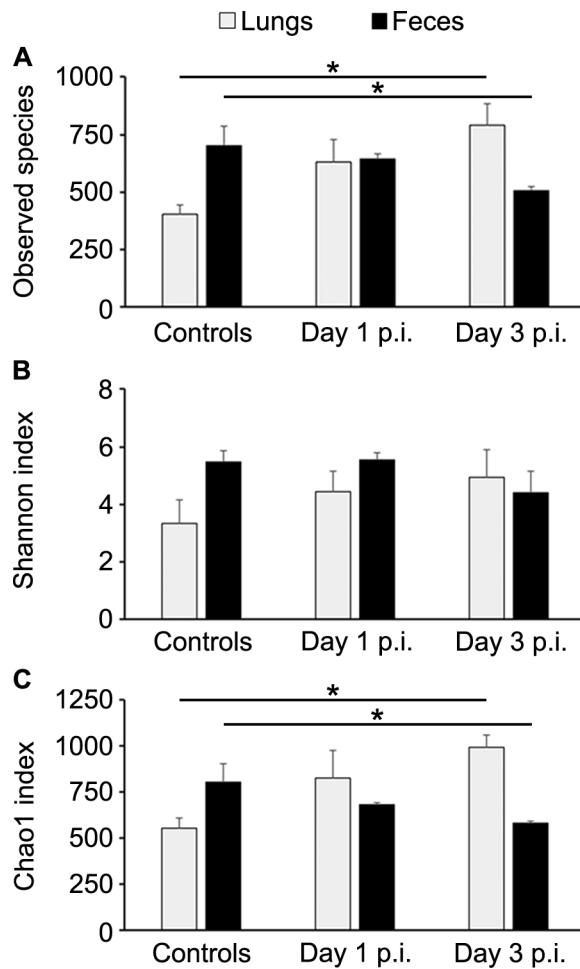 Lungs Feces
A
Observed species
1000
750
500
250
0
*
*
Controls Day 1 p.i. Day 3 p.i.
B
Shannon index
8
6
4
2
0
Controls Day 1 p.i. Day 3 p.i.
C
Chao1 index
1250
1000
750
500
250
0
*
*
Controls Day 1 p.i. Day 3 p.i.